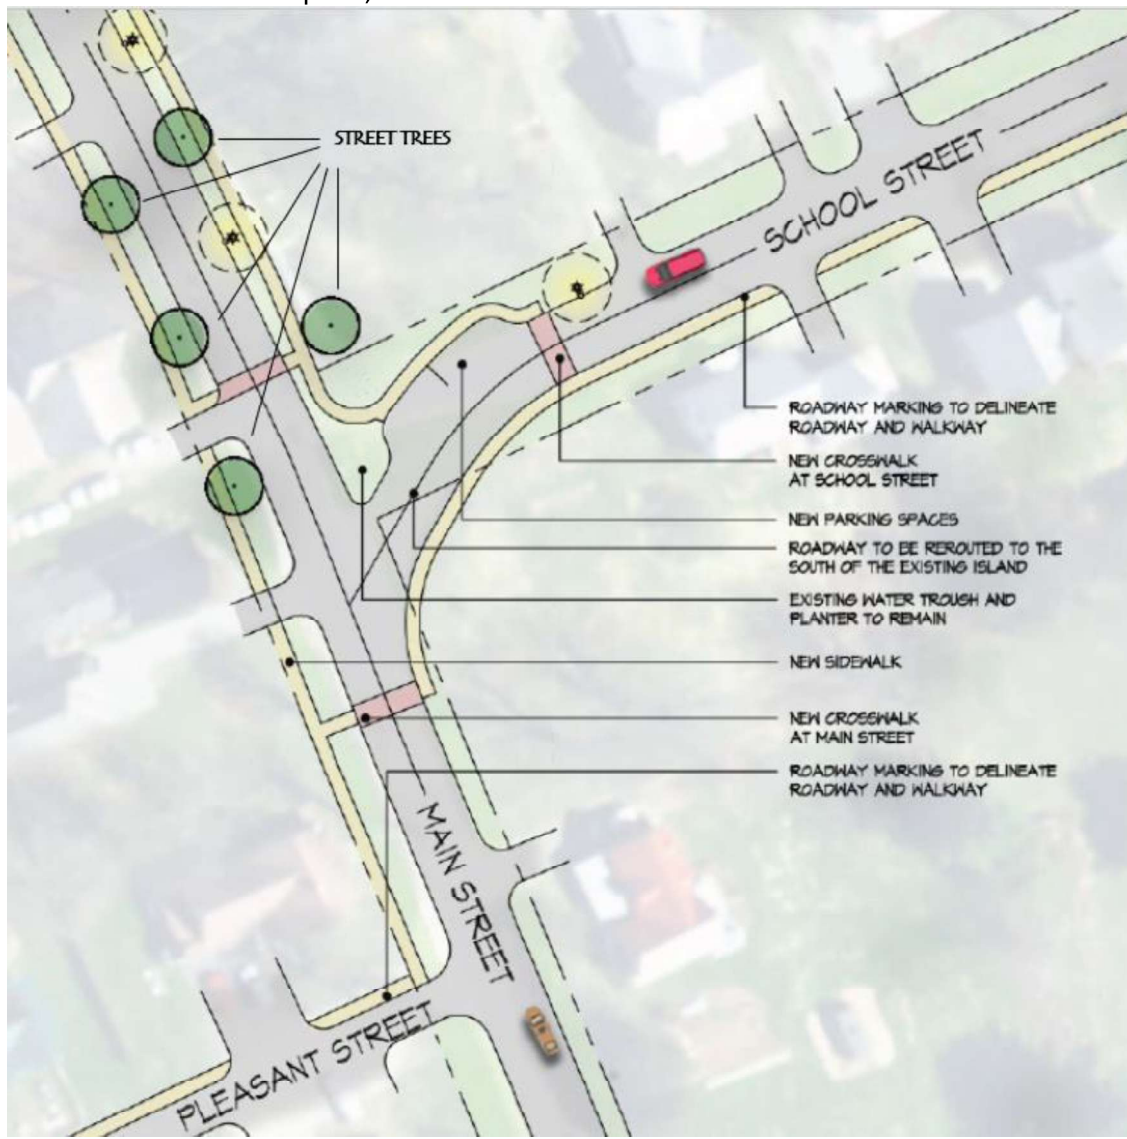 STREET TREES
SCHOOL STREET
ROADWAY MARKING TO DELINEATE
ROADWAY AND WALKWAY
NEW CROSSWALK
AT SCHOOL STREET
NEW PARKING SPACES
ROADWAY TO BE REROUTED TO THE
SOUTH OF THE EXISTING ISLAND
EXISTING WATER TROUGH AND
PLANTER TO REMAIN
NEW SIDEWALK
NEW CROSSWALK
AT MAIN STREET
ROADWAY MARKING TO DELINEATE
ROADWAY AND WALKWAY
MAIN STREET
PLEASANT STREET